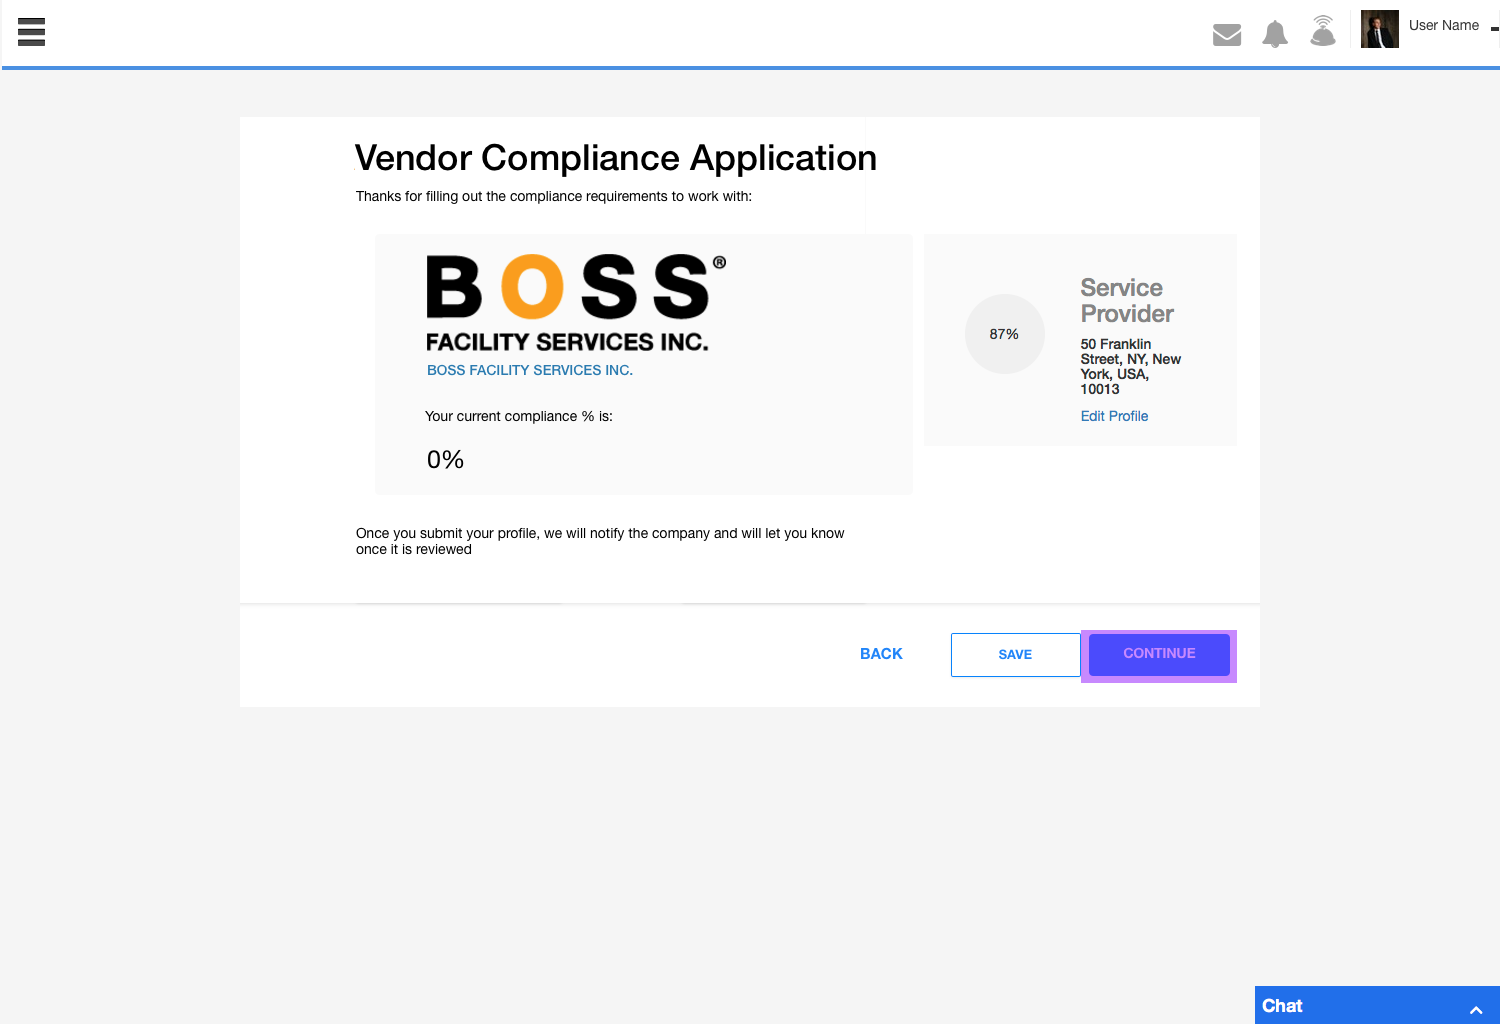 User Name
Vendor Compliance Application
Thanks for filling out the compliance requirements to work with:
BOSS®
FACILITY SERVICES INC.
BOSS FACILITY SERVICES INC.
Your current compliance % is:
0%
87%
Service
Provider
50 Franklin
Street, NY, New
York, USA,
10013
Edit Profile
Once you submit your profile, we will notify the company and will let you know
once it is reviewed
BACK
SAVE
CONTINUE
Chat